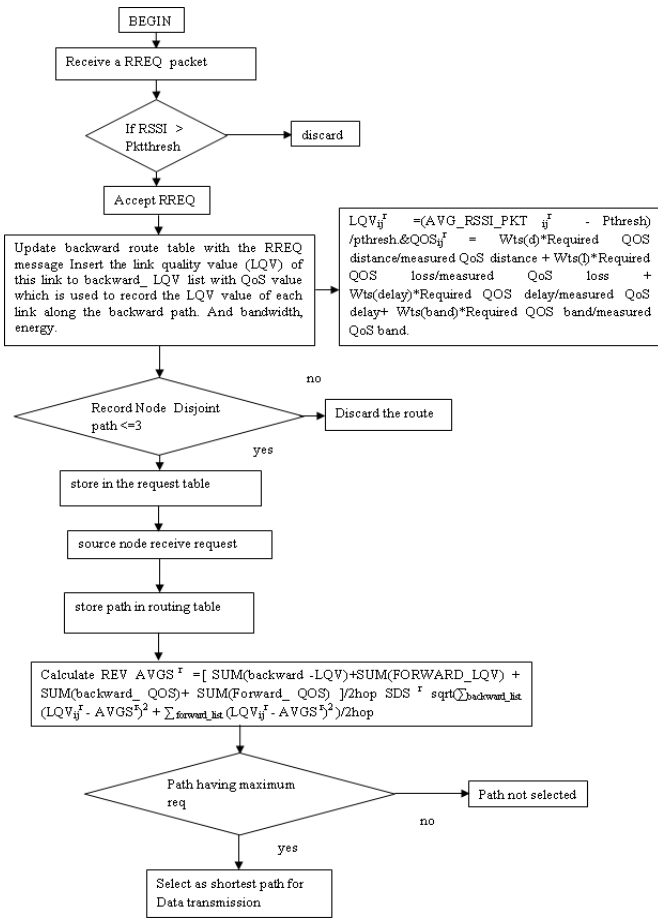 BEGIN
Receive a RREQ packet
If RSSI >
Pktthresh
discard
Accept RREQ
Update backward route table with the RREQ
message Insert the link quality value (LQV) of
this link to backward_ LQV list with QoS value
which is used to record the LQV value of each
link along the backward path. And bandwidth,
energy.
LQVᵢⱼʳ =(AVG_RSSI_PKT ᵢⱼʳ - Pthresh)
/pthresh.&QOSᵢⱼʳ = Wts(d)*Required QOS
distance/measured QoS distance + Wts(l)*Required
QOS loss/measured QoS loss +
Wts(delay)*Required QOS delay/measured QoS
delay+ Wts(band)*Required QOS band/measured
QoS band.
no
Record Node Disjoint
path <=3
Discard the route
yes
store in the request table
source node receive request
store path in routing table
Calculate REV AVGS ʳ =[ SUM(backward -LQV)+SUM(FORWARD_LQV) +
SUM(backward_ QOS)+ SUM(Forward_ QOS) ]/2hop SDS ʳ sqrt(∑backward_list
(LQVᵢⱼʳ - AVGSʳ)² + ∑forward_list (LQVᵢⱼʳ - AVGSʳ)²)/2hop
Path having maximum
req
Path not selected
no
yes
Select as shortest path for
Data transmission